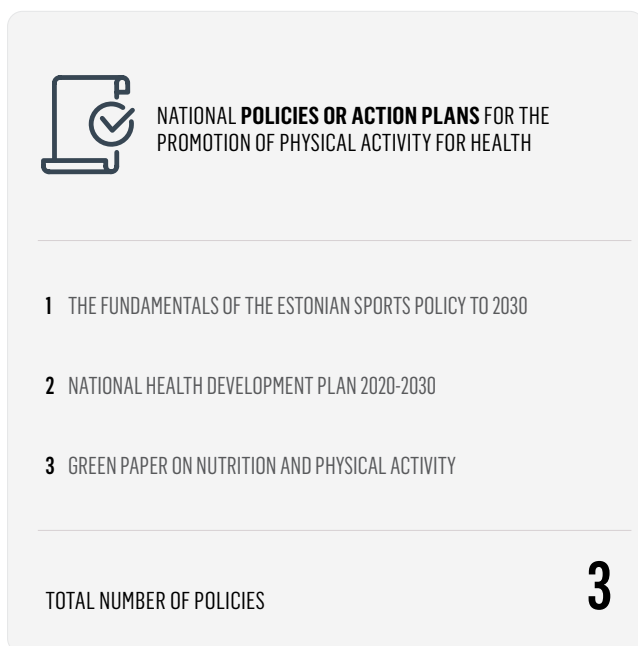 NATIONAL POLICIES OR ACTION PLANS FOR THE
PROMOTION OF PHYSICAL ACTIVITY FOR HEALTH
1 THE FUNDAMENTALS OF THE ESTONIAN SPORTS POLICY TO 2030
2 NATIONAL HEALTH DEVELOPMENT PLAN 2020-2030
3 GREEN PAPER ON NUTRITION AND PHYSICAL ACTIVITY
TOTAL NUMBER OF POLICIES 3